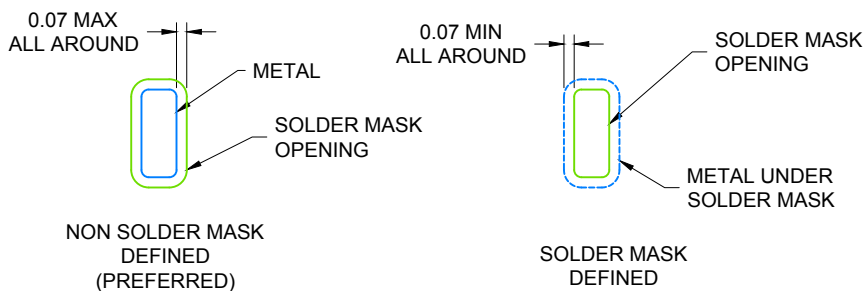 0.07 MAX
ALL AROUND
METAL
SOLDER MASK
OPENING
NON SOLDER MASK
DEFINED
(PREFERRED)
0.07 MIN
ALL AROUND
SOLDER MASK
OPENING
METAL UNDER
SOLDER MASK
SOLDER MASK
DEFINED